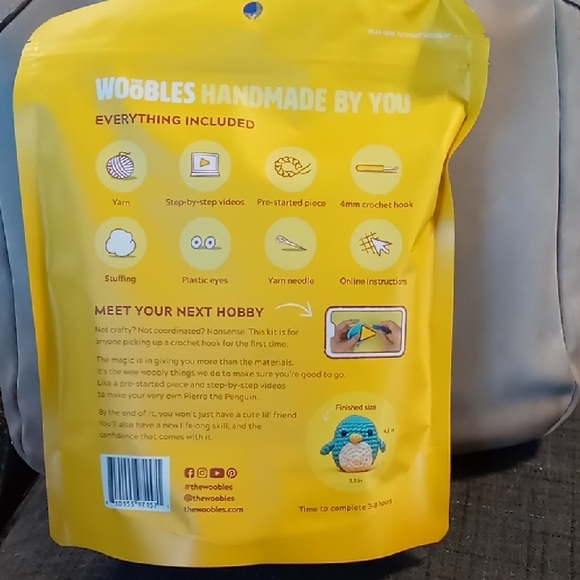 THE
WOOBLES HANDMADE BY YOU
EVERYTHING INCLUDED
Yarn Step-by-step videos Pre-started piece 4mm crochet hook
Stuffing Plastic eyes Yarn needle Online instructions
MEET YOUR NEXT HOBBY
Not crafty? Not coordinated? Nonsense. This kit is for
anyone picking up a crochet hook for the first time.
The magic is in giving you more than the materials.
It's the wee woobly things we do to make sure you're good to go.
Like a pre-started piece and step-by-step videos
to make your very own Pierre the Penguin.
By the end of it, you won't just have a cute lil' friend
You'll also have a new lifelong skill, and the
confidence that comes with it.
Finished size
#thewoobles
@thewoobles
thewoobles.com
Time to complete 3-8 hours